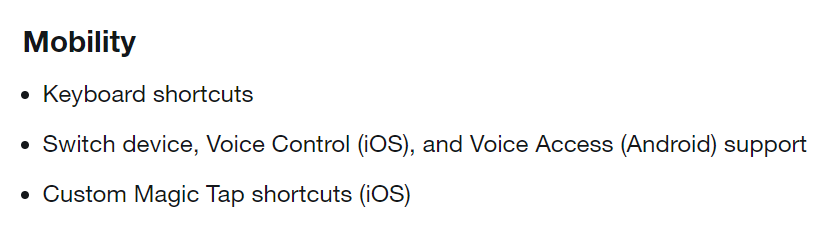 Mobility
• Keyboard shortcuts
• Switch device, Voice Control (iOS), and Voice Access (Android) support
• Custom Magic Tap shortcuts (iOS)